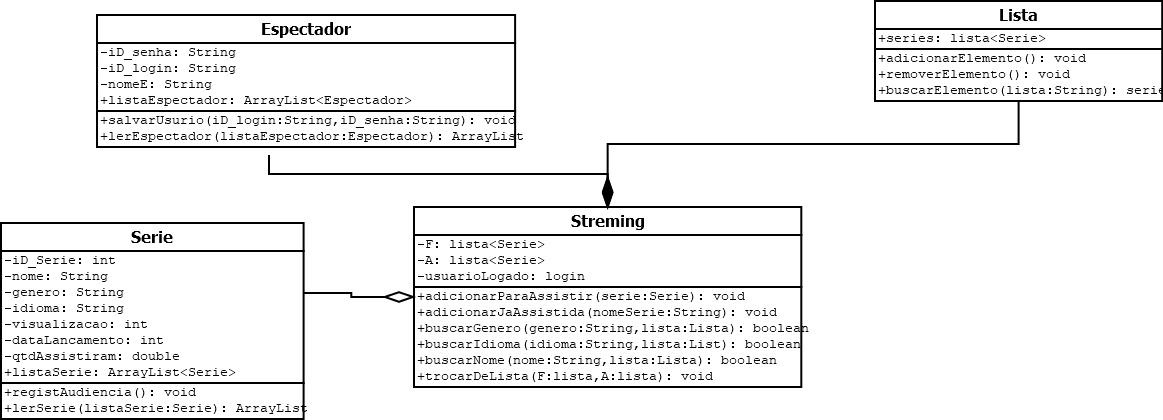 Espectador
-iD_senha: String
-iD_login: String
-nomeE: String
+listaEspectador: ArrayList<Espectador>
+salvarUsurio(iD_login:String,iD_senha:String): void
+lerEspectador(listaEspectador:Espectador): ArrayList
Lista
+series: lista<Serie>
+adicionarElemento(): void
+removerElemento(): void
+buscarElemento(lista:String): serie
Serie
-iD_Serie: int
-nome: String
-genero: String
-idioma: String
-visualizacao: int
-dataLancamento: int
-qtdAssistiram: double
+listaSerie: ArrayList<Serie>
+registAudiencia(): void
+lerSerie(listaSerie:Serie): ArrayList
Streming
-F: lista<Serie>
-A: lista<Serie>
-usuarioLogado: login
+adicionarParaAssistir(serie:Serie): void
+adicionarJaAssistida(nomeSerie:String): void
+buscarGenero(genero:String,lista:Lista): boolean
+buscarIdioma(idioma:String,lista:List): boolean
+buscarNome(nome:String,lista:Lista): boolean
+trocarDeLista(F:lista,A:lista): void